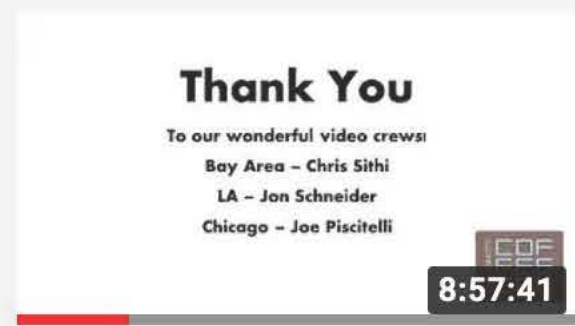 Thank You
To our wonderful video crews!
Bay Area – Chris Sithi
LA – Jon Schneider
Chicago – Joe Piscitelli
8:57:41